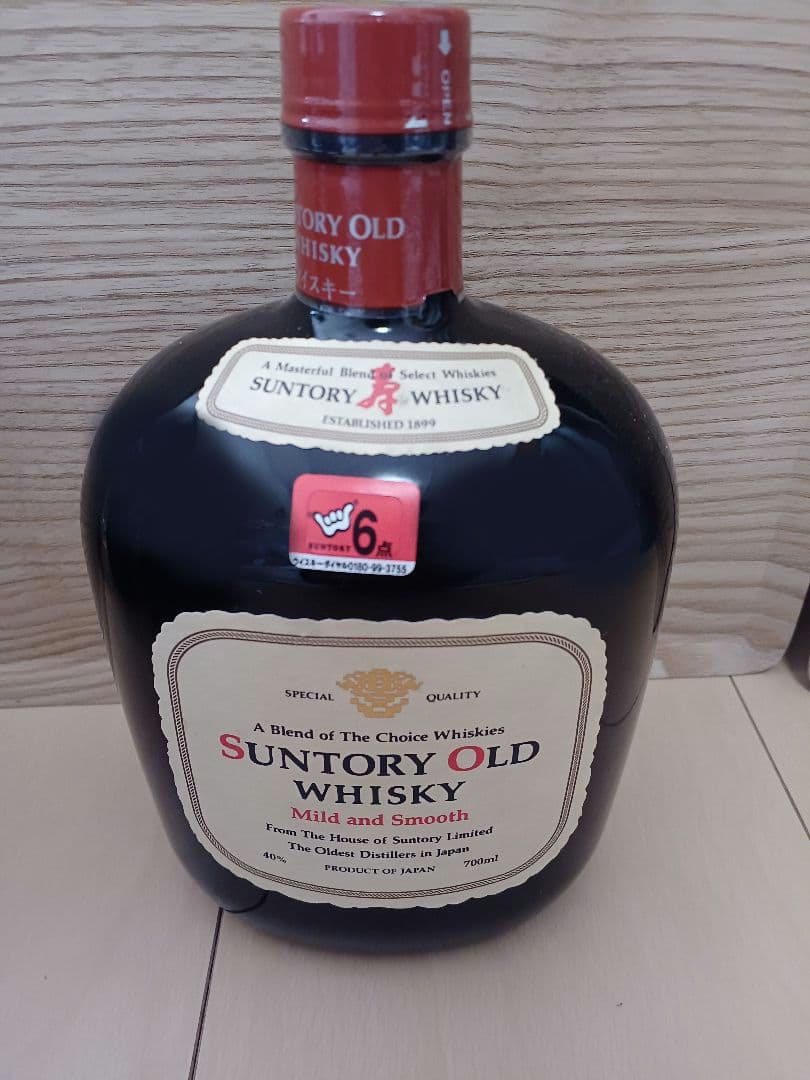 OPEN
TORY OLD
HISKY
イスキー
A Masterful Blend of Select Whiskies
SUNTORY 寿 WHISKY
ESTABLISHED 1899
6点
SUNTORY
ウイスキーダイヤル0180-99-3755
SPECIAL QUALITY
A Blend of The Choice Whiskies
SUNTORY OLD
WHISKY
Mild and Smooth
From The House of Suntory Limited
The Oldest Distillers in Japan
40% 700ml
PRODUCT OF JAPAN